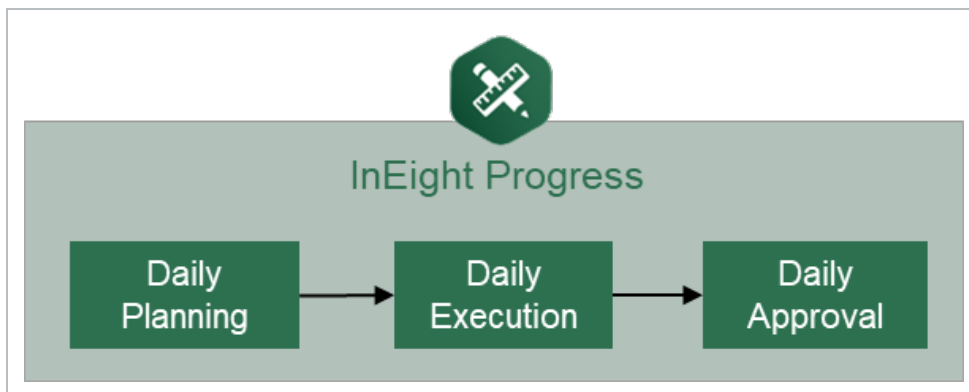 InEight Progress
Daily
Planning
Daily
Execution
Daily
Approval